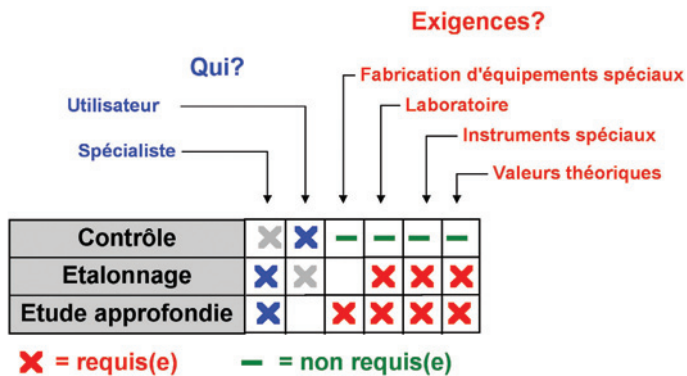 Exigences?
Qui?
Fabrication d'équipements spéciaux
Utilisateur
Laboratoire
Instruments spéciaux
Spécialiste
Valeurs théoriques
Contrôle
Etalonnage
Etude approfondie
= requis(e)
= non requis(e)